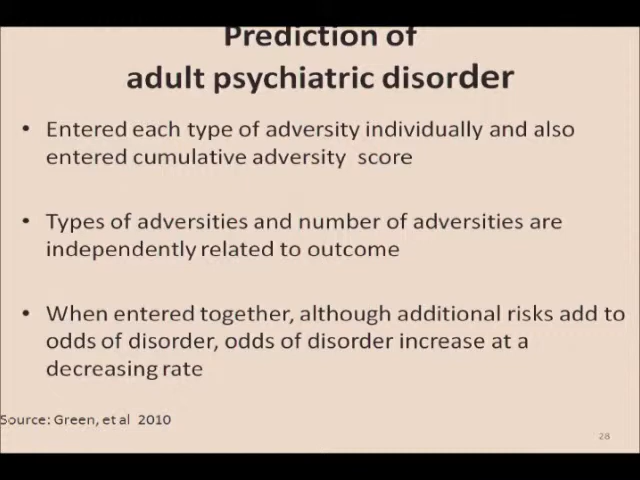 Prediction of
adult psychiatric disorder
• Entered each type of adversity individually and also
entered cumulative adversity score
• Types of adversities and number of adversities are
independently related to outcome
• When entered together, although additional risks add to
odds of disorder, odds of disorder increase at a
decreasing rate
Source: Green, et al 2010
28